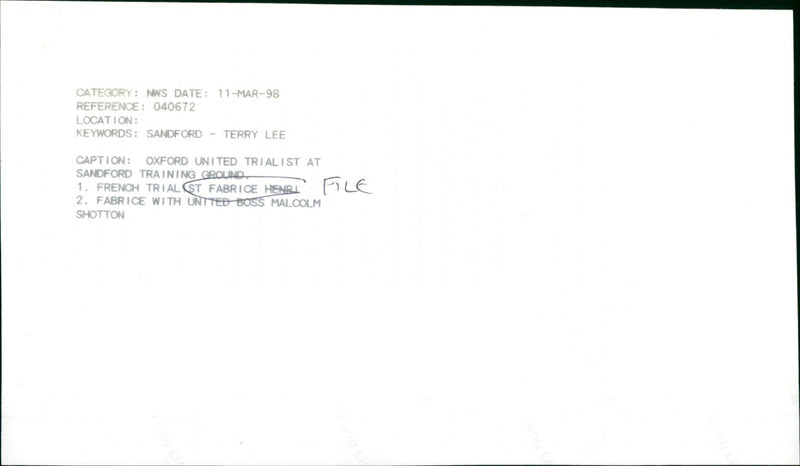 CATEGORY: NWS DATE: 11-MAR-98
REFERENCE: 040672
LOCATION:
KEYWORDS: SANDFORD - TERRY LEE
CAPTION: OXFORD UNITED TRIALIST AT
SANDFORD TRAINING GROUND.
1. FRENCH TRIALIST FABRICE HENRI FILE
2. FABRICE WITH UNITED BOSS MALCOLM
SHOTTON